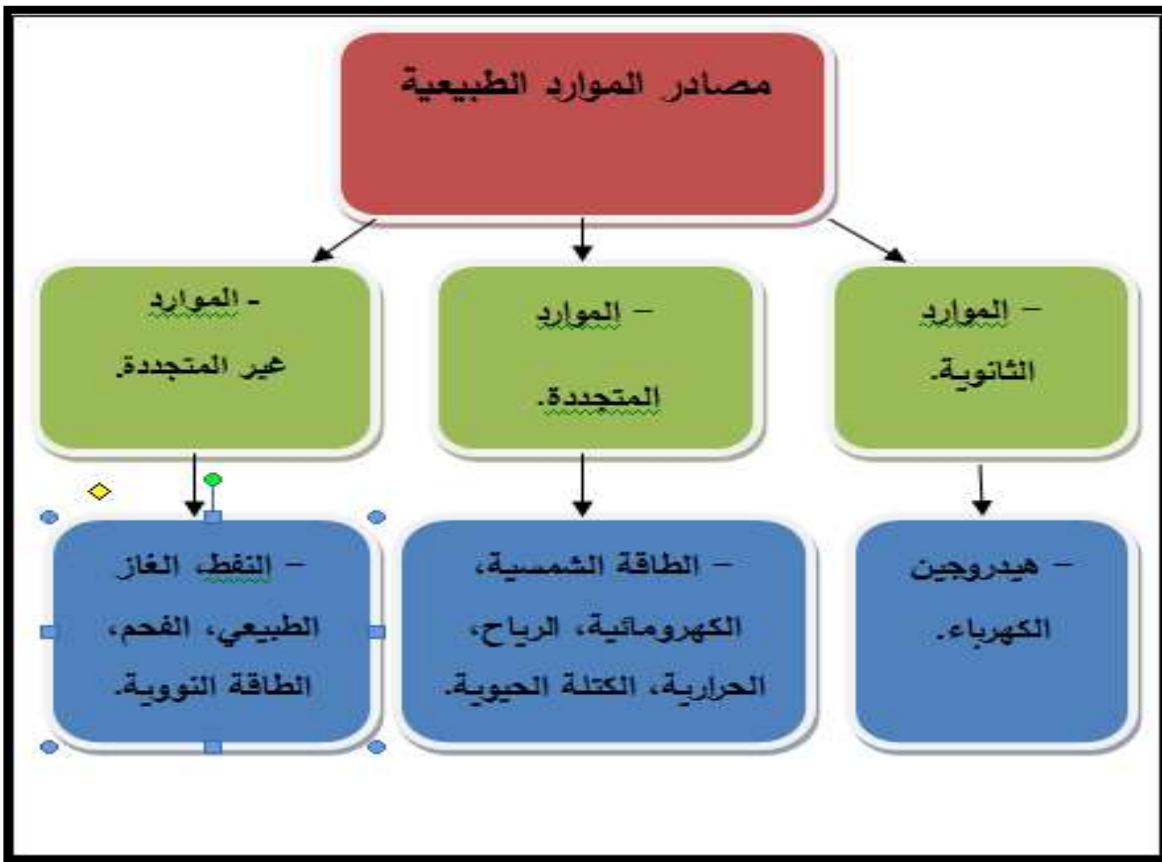 مصادر الموارد الطبيعية
– الموارد
الثانوية.
– الموارد
المتجددة.
- الموارد
غير المتجددة.
– هيدروجين
الكهرباء.
– الطاقة الشمسية،
الكهرومائية، الرياح،
الحرارية، الكتلة الحيوية.
– النفط، الغاز
الطبيعي، الفحم،
الطاقة النووية.